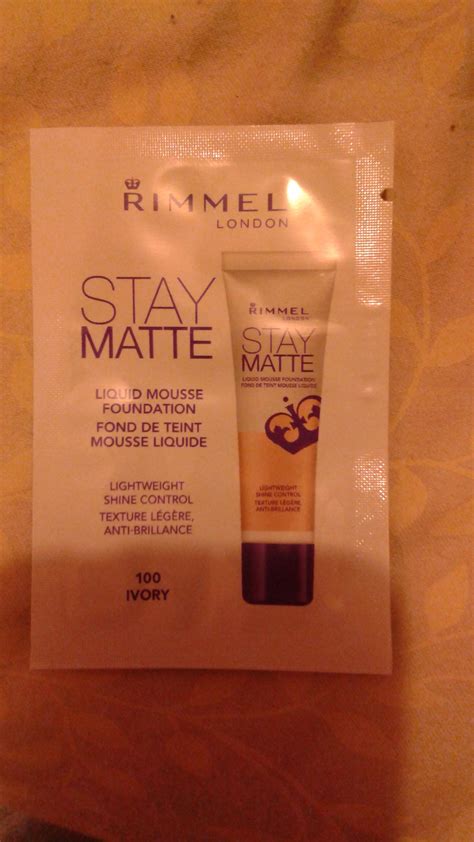 RIMMEL
LONDON
STAY
MATTE
LIQUID MOUSSE
FOUNDATION
FOND DE TEINT
MOUSSE LIQUIDE
LIGHTWEIGHT
SHINE CONTROL
TEXTURE LÉGÈRE,
ANTI-BRILLANCE
100
IVORY
RIMMEL
LONDON
STAY
MATTE
LIQUID MOUSSE FOUNDATION
FOND DE TEINT MOUSSE LIQUIDE
LIGHTWEIGHT
SHINE CONTROL
TEXTURE LÉGÈRE,
ANTI-BRILLANCE